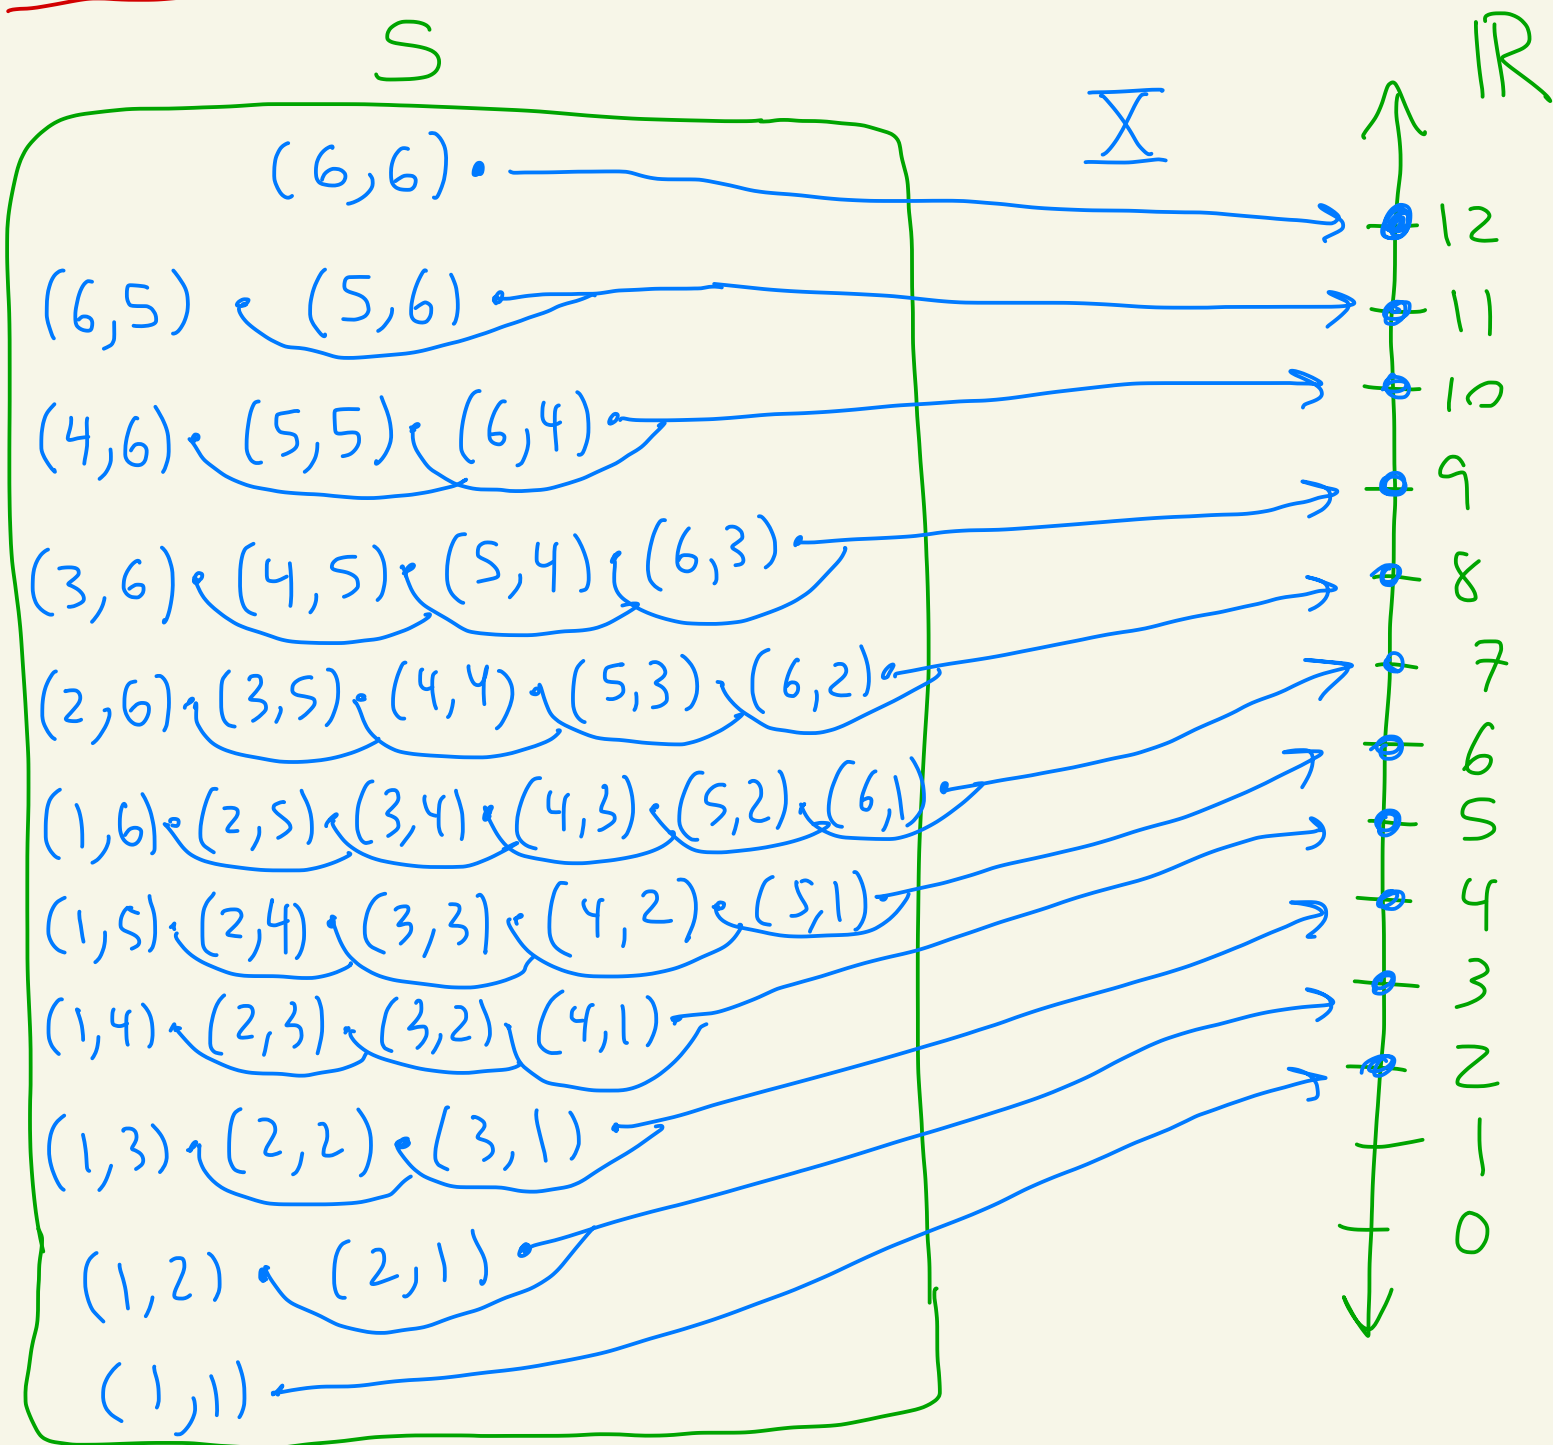 S X ℝ
(6,6) 12
(6,5) (5,6) 11
(4,6) (5,5) (6,4) 10
(3,6) (4,5) (5,4) (6,3) 9
(2,6) (3,5) (4,4) (5,3) (6,2) 8
(1,6) (2,5) (3,4) (4,3) (5,2) (6,1) 7
(1,5) (2,4) (3,3) (4,2) (5,1) 6
(1,4) (2,3) (3,2) (4,1) 5
(1,3) (2,2) (3,1) 4
(1,2) (2,1) 3
(1,1) 2
1
0